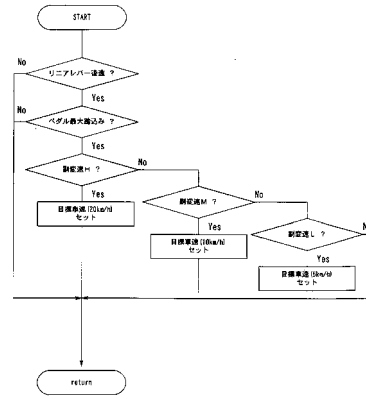 START
リニアレバー後進 ?
No
Yes
ペダル最大踏込み ?
No
Yes
副変速H ?
No
Yes
目標車速(20km/h)
セット
副変速M ?
No
Yes
目標車速(10km/h)
セット
副変速L ?
Yes
目標車速(5km/h)
セット
return